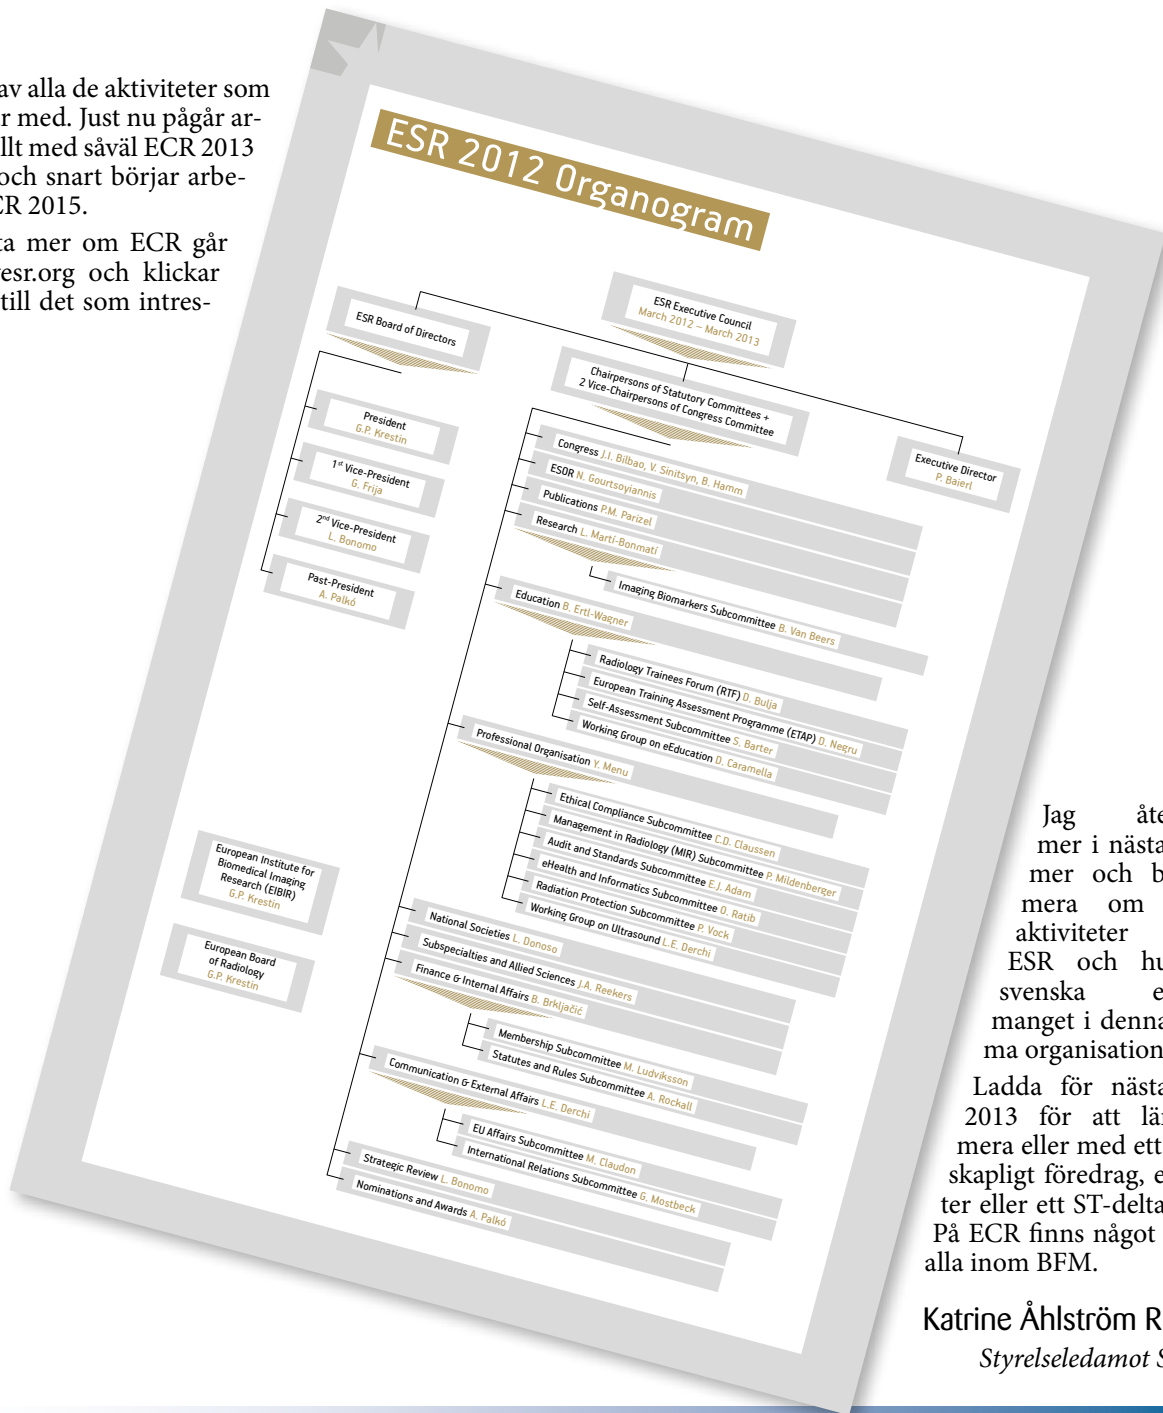 av alla de aktiviteter som
r med. Just nu pågår ar-
llt med såväl ECR 2013
och snart börjar arbe-
CR 2015.
ta mer om ECR går
esr.org och klickar
till det som intres-
ESR 2012 Organogram
ESR Executive Council
March 2012 – March 2013
ESR Board of Directors
Chairpersons of Statutory Committees +
2 Vice-Chairpersons of Congress Committee
Executive Director
P. Baierl
President
G.P. Krestin
1st Vice-President
G. Frija
2nd Vice-President
L. Bonomo
Past-President
A. Palkó
Congress J.I. Bilbao, V. Sinitsyn, B. Hamm
ESOR N. Gourtsoyiannis
Publications P.M. Parizel
Research L. Martí-Bonmatí
Imaging Biomarkers Subcommittee B. Van Beers
Education B. Ertl-Wagner
Radiology Trainees Forum (RTF) D. Bulja
European Training Assessment Programme (ETAP) D. Negru
Self-Assessment Subcommittee S. Barter
Working Group on eEducation D. Caramella
Professional Organisation Y. Menu
Ethical Compliance Subcommittee C.D. Claussen
Management in Radiology (MIR) Subcommittee P. Mildenberger
Audit and Standards Subcommittee E.J. Adam
eHealth and Informatics Subcommittee O. Ratib
Radiation Protection Subcommittee P. Vock
Working Group on Ultrasound L.E. Derchi
National Societies L. Donoso
Subspecialties and Allied Sciences J.A. Reekers
Finance & Internal Affairs B. Brkljačić
Membership Subcommittee M. Ludviksson
Statutes and Rules Subcommittee A. Rockall
Communication & External Affairs L.E. Derchi
EU Affairs Subcommittee M. Claudon
International Relations Subcommittee G. Mostbeck
Strategic Review L. Bonomo
Nominations and Awards A. Palkó
European Institute for
Biomedical Imaging
Research (EIBIR)
G.P. Krestin
European Board
of Radiology
G.P. Krestin
Jag åte
mer i nästa
mer och b
mera om
aktiviteter
ESR och hu
svenska e
manget i denna
ma organisation
Ladda för nästa
2013 för att lär
mera eller med ett
skapligt föredrag, e
ter eller ett ST-delta
På ECR finns något
alla inom BFM.
Katrine Åhlström R
Styrelseledamot S